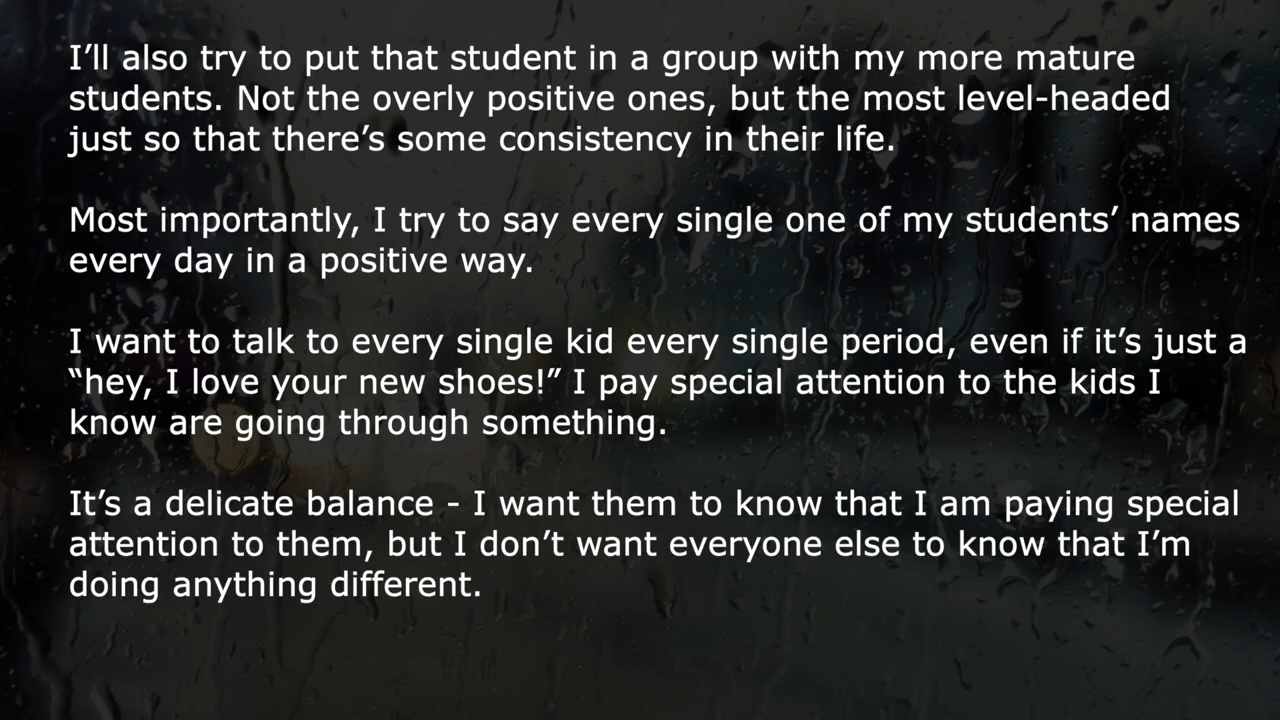 I’ll also try to put that student in a group with my more mature
students. Not the overly positive ones, but the most level-headed
just so that there’s some consistency in their life.
Most importantly, I try to say every single one of my students’ names
every day in a positive way.
I want to talk to every single kid every single period, even if it’s just a
“hey, I love your new shoes!” I pay special attention to the kids I
know are going through something.
It’s a delicate balance - I want them to know that I am paying special
attention to them, but I don’t want everyone else to know that I’m
doing anything different.